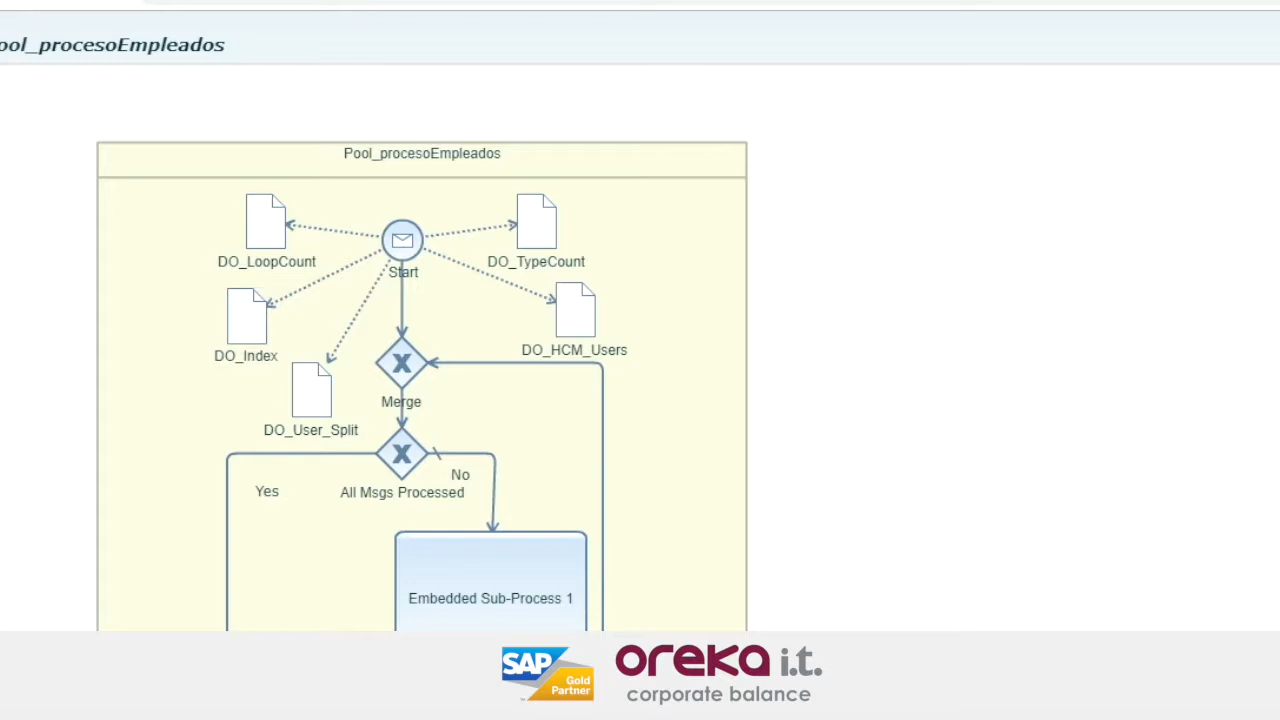 ool_procesoEmpleados
Pool_procesoEmpleados
DO_LoopCount
DO_TypeCount
Start
DO_Index
DO_HCM_Users
Merge
DO_User_Split
No
Yes
All Msgs Processed
Embedded Sub-Process 1
SAP
Gold
Partner
oreka i.t.
corporate balance